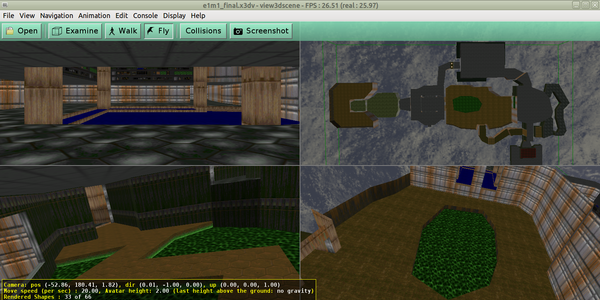 e1m1_final.x3dv - view3dscene - FPS : 26.51 (real : 25.97)
File View Navigation Animation Edit Console Display Help
Open Examine Walk Fly Collisions Screenshot
Camera: pos (-52.86, 180.41, 1.82), dir (0.01, -1.00, 0.00), up (0.00, 0.00, 1.00)
Move speed (per sec) : 20.00, Avatar height: 2.00 (last height above the ground: no gravity)
Rendered Shapes : 33 of 66